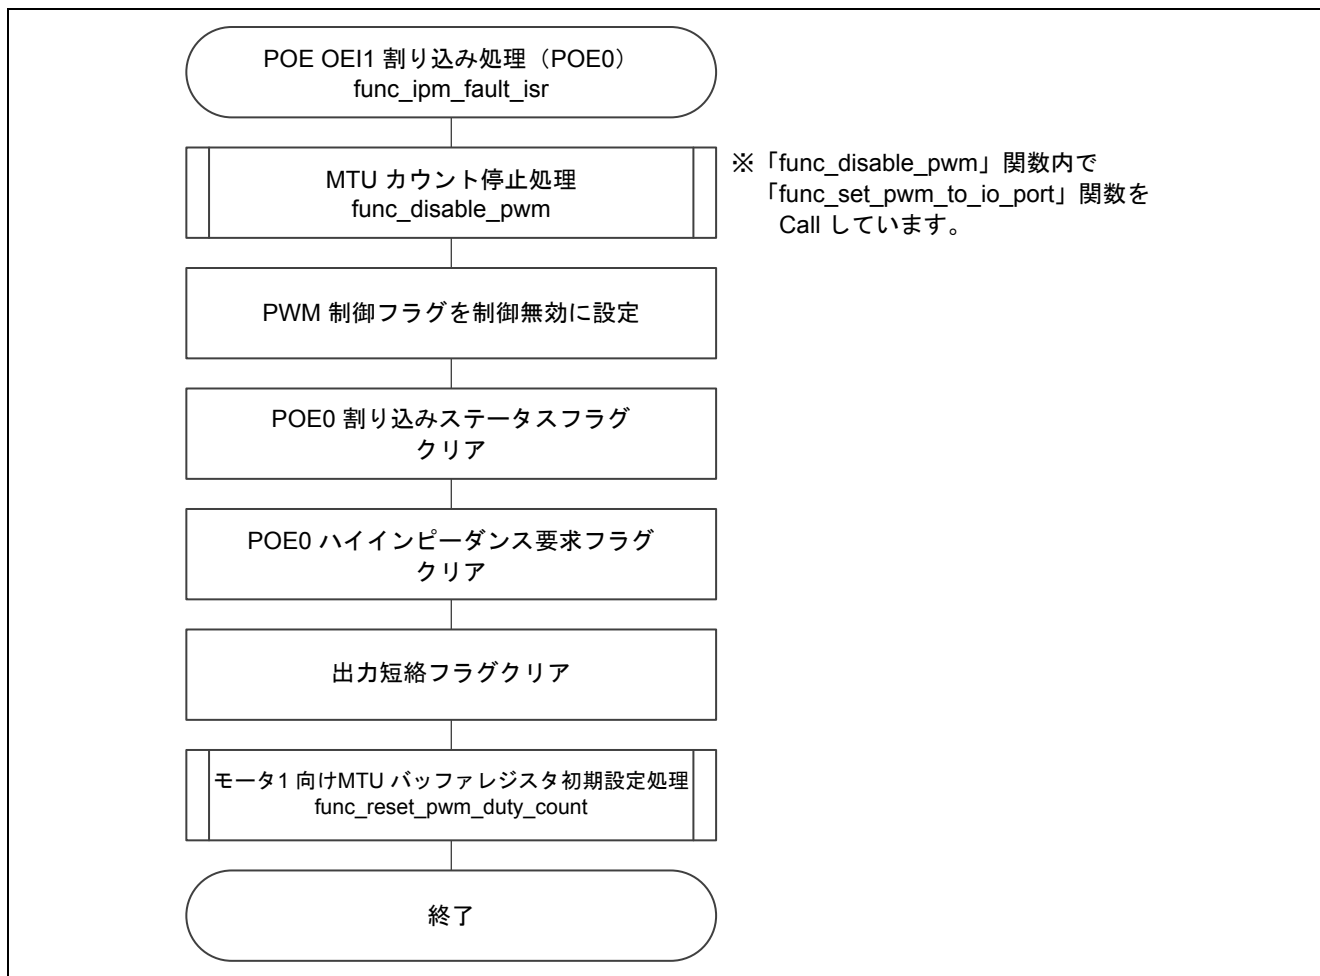 POE OEI1 割り込み処理（POE0）
func_ipm_fault_isr
MTU カウント停止処理
func_disable_pwm
※「func_disable_pwm」関数内で
「func_set_pwm_to_io_port」関数を
Call しています。
PWM 制御フラグを制御無効に設定
POE0 割り込みステータスフラグ
クリア
POE0 ハイインピーダンス要求フラグ
クリア
出力短絡フラグクリア
モータ1 向けMTU バッファレジスタ初期設定処理
func_reset_pwm_duty_count
終了